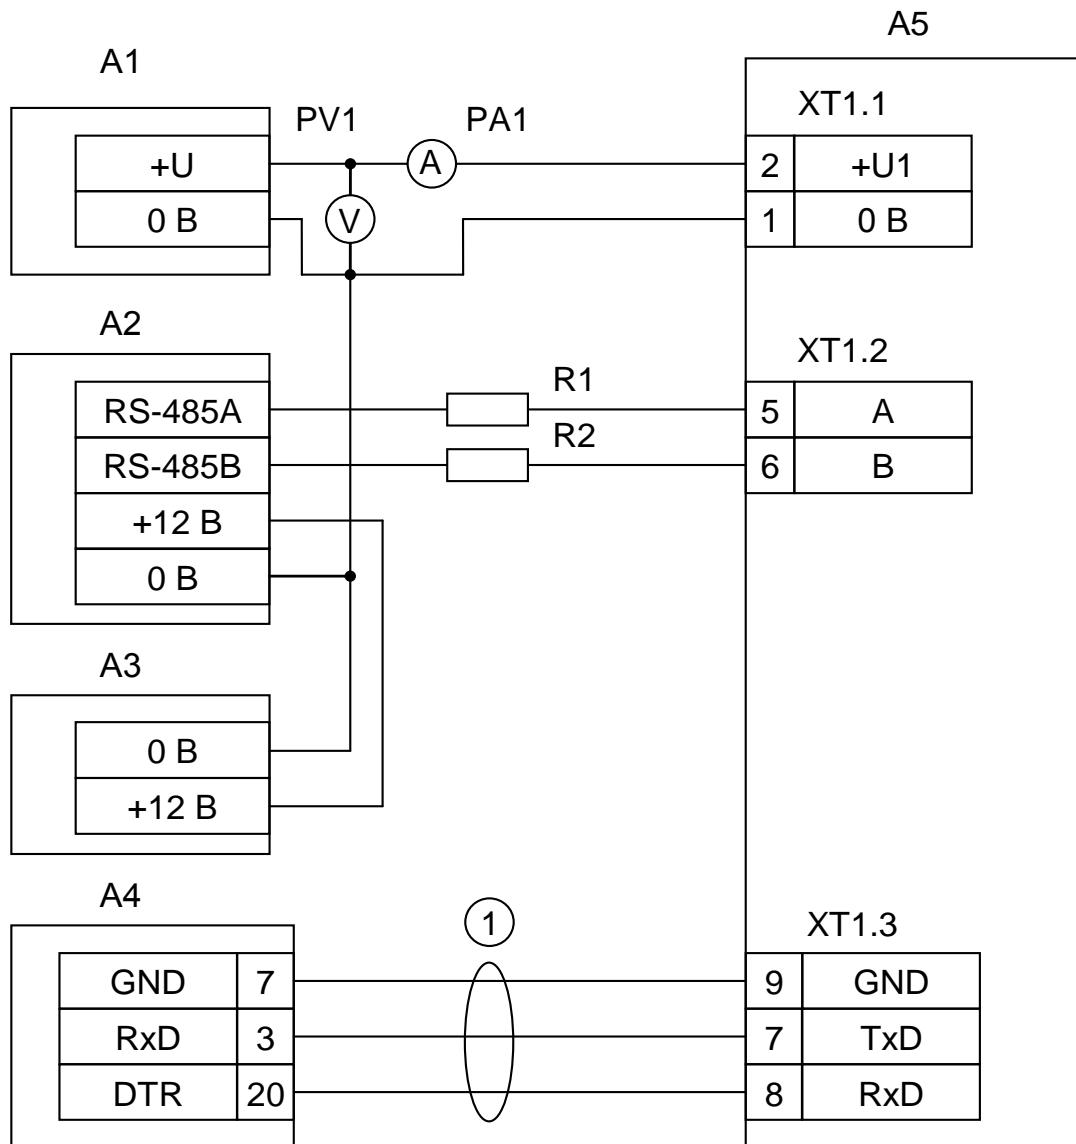 A5
A1
XT1.1
PV1 PA1
+U A 2 +U1
0 В V 1 0 В
A2
XT1.2
R1
RS-485A 5 A
R2
RS-485B 6 B
+12 В
0 В
A3
0 В
+12 В
A4
1 XT1.3
GND 7 9 GND
RxD 3 7 TxD
DTR 20 8 RxD